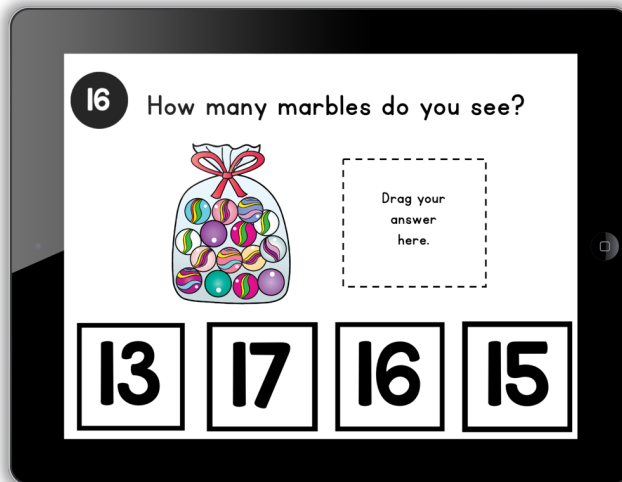 16
How many marbles do you see?
Drag your
answer
here.
13 17 16 15